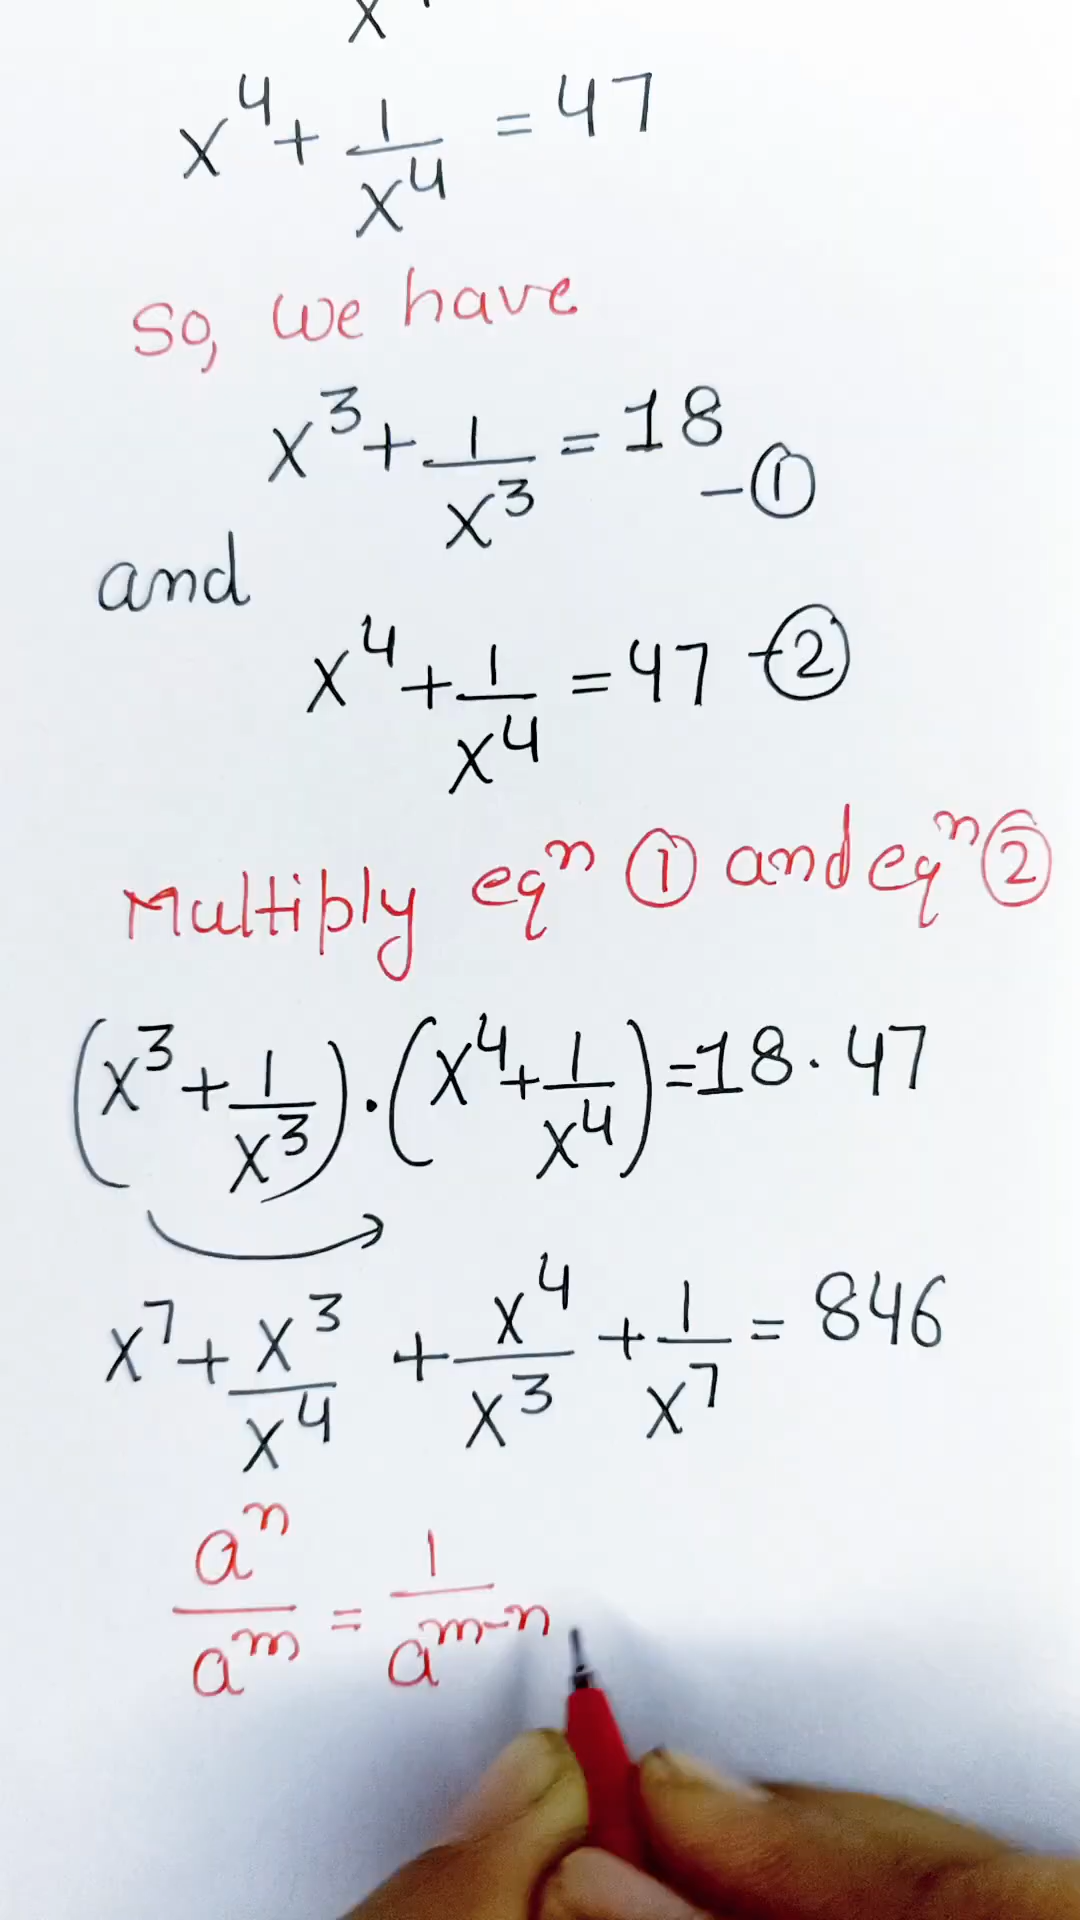 x
x⁴ + 1/x⁴ = 47
So, we have
x³ + 1/x³ = 18 - ①
and
x⁴ + 1/x⁴ = 47 - ②
Multiply eqⁿ ① and eqⁿ ②
(x³ + 1/x³) · (x⁴ + 1/x⁴) = 18 · 47
x⁷ + x³/x⁴ + x⁴/x³ + 1/x⁷ = 846
aⁿ/aᵐ = 1/aᵐ⁻ⁿ